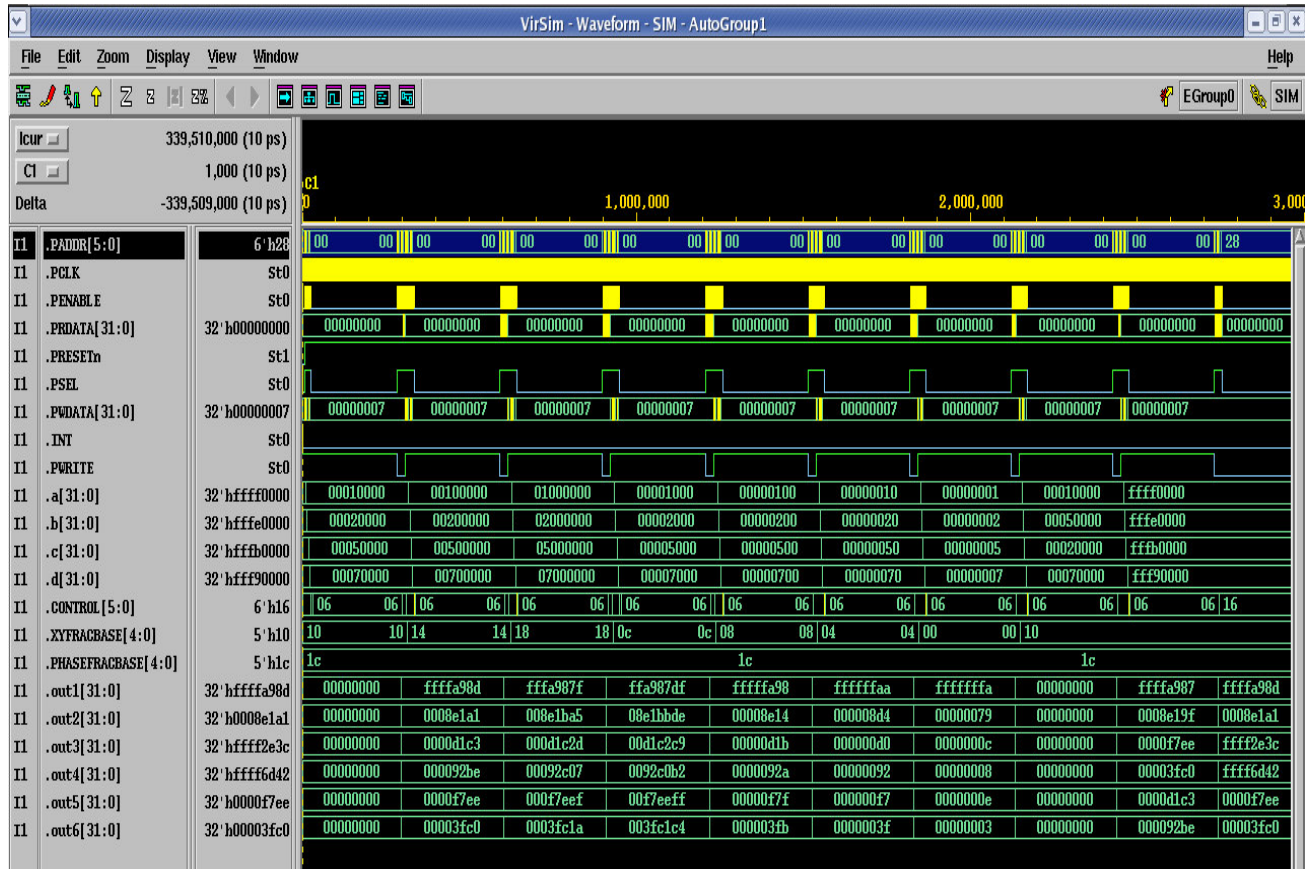 VirSim - Waveform - SIM - AutoGroup1
File Edit Zoom Display View Window Help
EGroup0 SIM
Icur 339,510,000 (10 ps)
C1 1,000 (10 ps)
Delta -339,509,000 (10 ps)
C1
0 1,000,000 2,000,000 3,00
I1 .PADDR[5:0] 6'h28 00 00 00 00 00 00 00 00 00 00 00 00 00 00 00 00 00 00 28
I1 .PCLK St0
I1 .PENABLE St0
I1 .PRDATA[31:0] 32'h00000000 00000000 00000000 00000000 00000000 00000000 00000000 00000000 00000000 00000000 00000000
I1 .PRESETn St1
I1 .PSEL St0
I1 .PWDATA[31:0] 32'h00000007 00000007 00000007 00000007 00000007 00000007 00000007 00000007 00000007 00000007
I1 .INT St0
I1 .PWRITE St0
I1 .a[31:0] 32'hffff0000 00010000 00100000 01000000 00001000 00000100 00000010 00000001 00010000 ffff0000
I1 .b[31:0] 32'hfffe0000 00020000 00200000 02000000 00002000 00000200 00000020 00000002 00050000 fffe0000
I1 .c[31:0] 32'hfffb0000 00050000 00500000 05000000 00005000 00000500 00000050 00000005 00020000 fffb0000
I1 .d[31:0] 32'hfff90000 00070000 00700000 07000000 00007000 00000700 00000070 00000007 00070000 fff90000
I1 .CONTROL[5:0] 6'h16 06 06 06 06 06 06 06 06 06 06 06 06 06 06 06 06 06 06 16
I1 .XYFRACBASE[4:0] 5'h10 10 10 14 14 18 18 0c 0c 08 08 04 04 00 00 10
I1 .PHASEFRACBASE[4:0] 5'h1c 1c 1c 1c
I1 .out1[31:0] 32'hffffa98d 00000000 ffffa98d fffa987f ffa987df fffffa98 ffffffaa fffffffa 00000000 ffffa987 ffffa98d
I1 .out2[31:0] 32'h0008e1a1 00000000 0008e1a1 008e1ba5 08e1bbde 00008e14 000008d4 00000079 00000000 0008e19f 0008e1a1
I1 .out3[31:0] 32'hffff2e3c 00000000 0000d1c3 000d1c2d 00d1c2c9 00000d1b 000000d0 0000000c 00000000 0000f7ee ffff2e3c
I1 .out4[31:0] 32'hffff6d42 00000000 000092be 00092c07 0092c0b2 0000092a 00000092 00000008 00000000 00003fc0 ffff6d42
I1 .out5[31:0] 32'h0000f7ee 00000000 0000f7ee 000f7eef 00f7eeff 00000f7f 000000f7 0000000e 00000000 0000d1c3 0000f7ee
I1 .out6[31:0] 32'h00003fc0 00000000 00003fc0 0003fc1a 003fc1c4 000003fb 0000003f 00000003 00000000 000092be 00003fc0